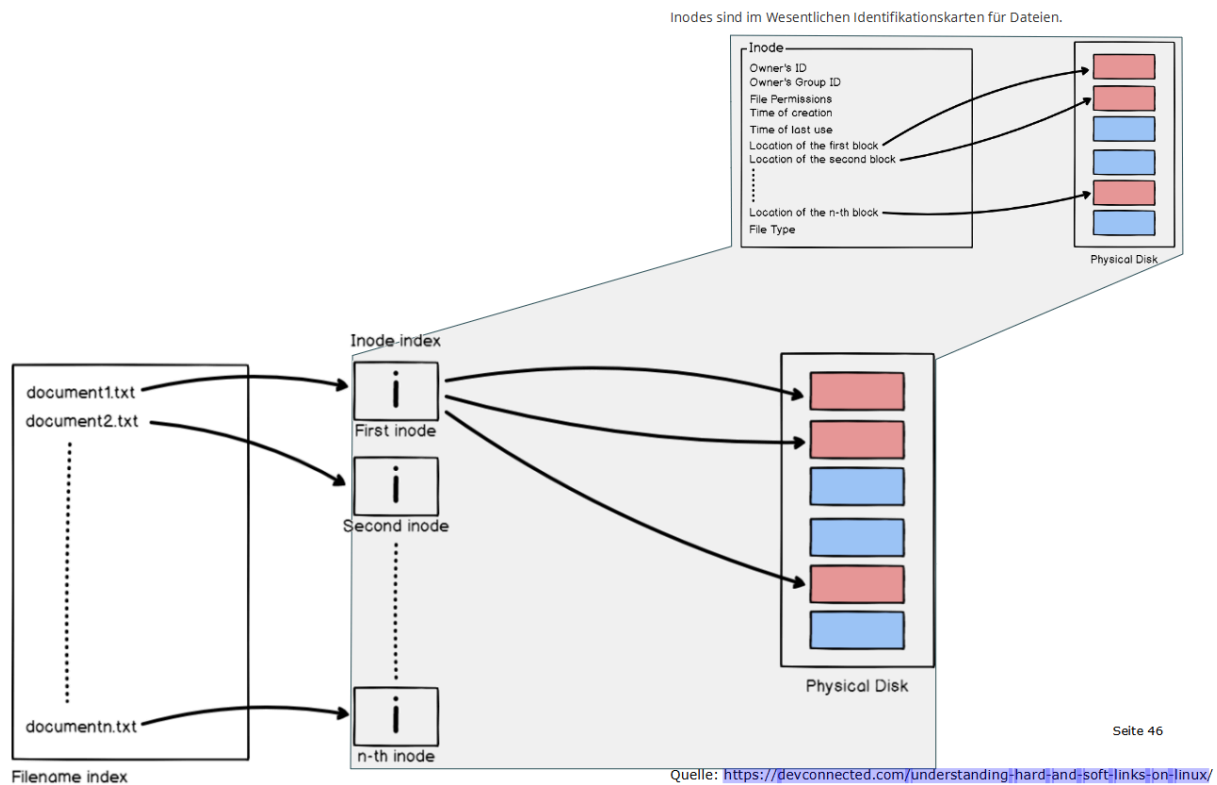 Inodes sind im Wesentlichen Identifikationskarten für Dateien.
Inode
Owner's ID
Owner's Group ID
File Permissions
Time of creation
Time of last use
Location of the first block
Location of the second block
Location of the n-th block
File Type
Physical Disk
Inode index
document1.txt
document2.txt
documentn.txt
Filename index
i
First inode
i
Second inode
i
n-th inode
Physical Disk
Seite 46
Quelle: https://devconnected.com/understanding-hard-and-soft-links-on-linux/